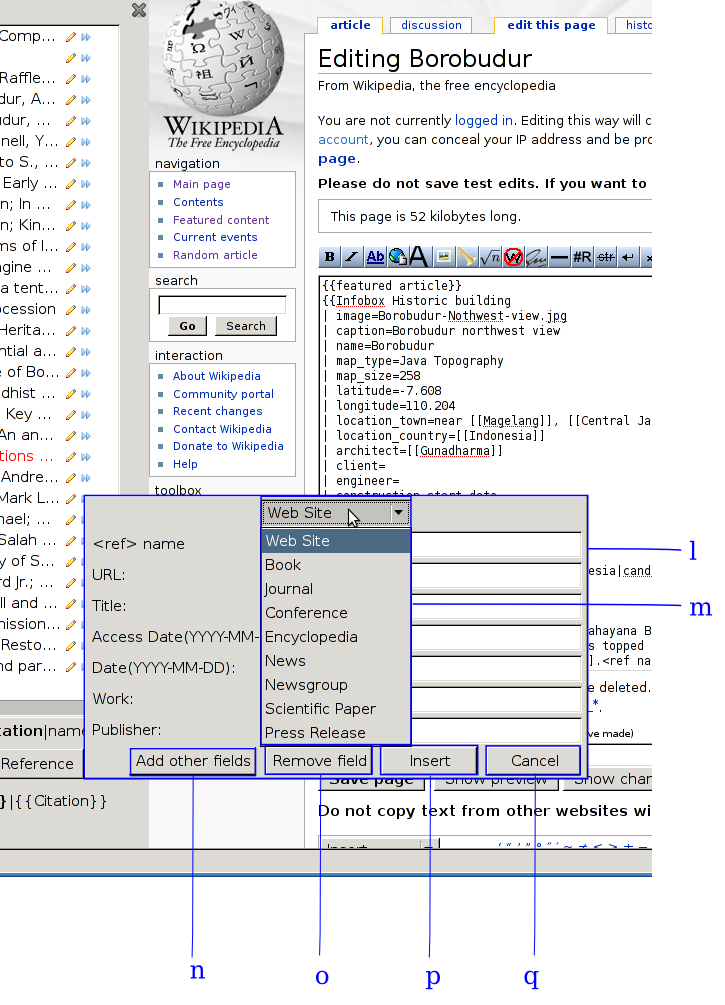 Comp...
...
Raffle...
dur, A...
udur, ...
nell, Y...
to S., ...
Early ...
n; In ...
n; Kin...
ms of I...
agine ...
a tent...
ocession
Herita...
ntial a...
e of Bo...
dhist ...
Key ...
An an...
tions ...
Andre...
Mark L...
nael; ...
Salah ...
y of S...
rd Jr.; ...
ll and ...
mission...
Resto...
nd par...
tation|name
Reference
}|{{Citation}}
WIKIPEDIA
The Free Encyclopedia
navigation
Main page
Contents
Featured content
Current events
Random article
search
Go
Search
interaction
About Wikipedia
Community portal
Recent changes
Contact Wikipedia
Donate to Wikipedia
Help
toolbox
article
discussion
edit this page
histo
Editing Borobudur
From Wikipedia, the free encyclopedia
You are not currently logged in. Editing this way will c
account, you can conceal your IP address and be pro
page.
Please do not save test edits. If you want to
This page is 52 kilobytes long.
B I Ab A √n W — #R str
{{featured article}}
{{Infobox Historic building
| image=Borobudur-Nothwest-view.jpg
| caption=Borobudur northwest view
| name=Borobudur
| map_type=Java Topography
| map_size=258
| latitude=-7.608
| longitude=110.204
| location_town=near [[Magelang]], [[Central Ja
| location_country=[[Indonesia]]
| architect=[[Gunadharma]]
| client=
| engineer=
| construction_start_date
esia|cand
ahayana B
s topped
].<ref na
e deleted.
ve made)
Web Site
Web Site
Book
Journal
Conference
Encyclopedia
News
Newsgroup
Scientific Paper
Press Release
<ref> name
URL:
Title:
Access Date(YYYY-MM-
Date(YYYY-MM-DD):
Work:
Publisher:
Add other fields
Remove field
Insert
Cancel
Save page
Show preview
Show chan
Do not copy text from other websites wi
Insert
l
m
n
o
p
q